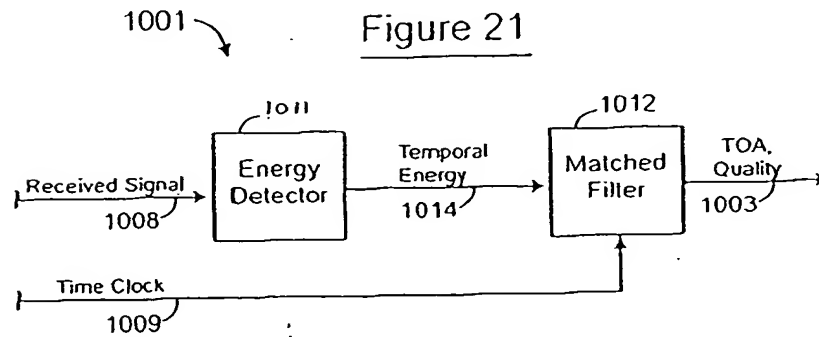 Figure 21
1001
1011
1012
Energy
Detector
Temporal
Energy
1014
Matched
Filter
TOA,
Quality
1003
Received Signal
1008
Time Clock
1009